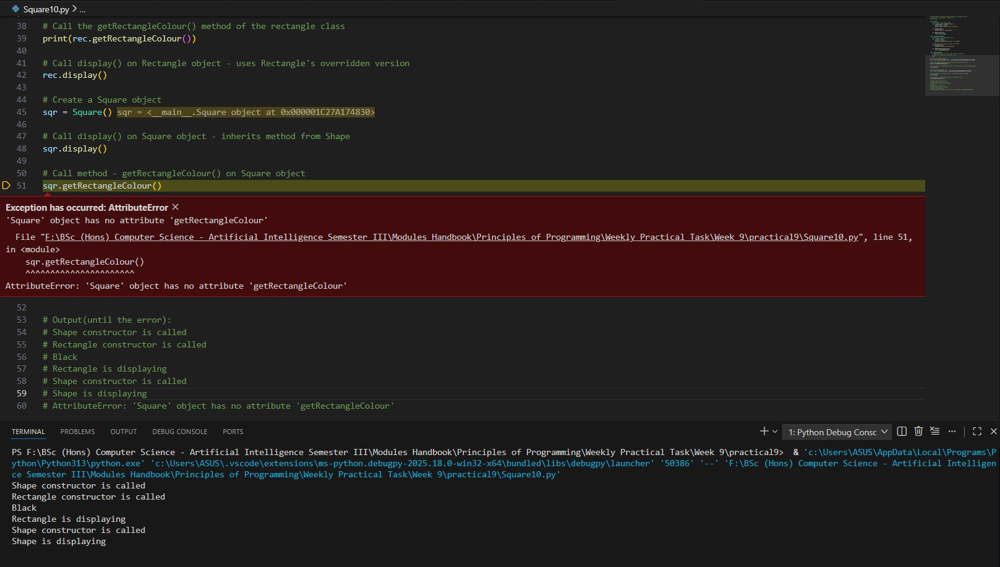 Square10.py > ...
38 # Call the getRectangleColour() method of the rectangle class
39 print(rec.getRectangleColour())
40
41 # Call display() on Rectangle object - uses Rectangle's overridden version
42 rec.display()
43
44 # Create a Square object
45 sqr = Square() sqr = <__main__.Square object at 0x000001C27A174830>
46
47 # Call display() on Square object - inherits method from Shape
48 sqr.display()
49
50 # Call method - getRectangleColour() on Square object
51 sqr.getRectangleColour()
Exception has occurred: AttributeError ×
'Square' object has no attribute 'getRectangleColour'
File "F:\BSc (Hons) Computer Science - Artificial Intelligence Semester III\Modules Handbook\Principles of Programming\Weekly Practical Task\Week 9\practical9\Square10.py", line 51,
in <module>
sqr.getRectangleColour()
^^^^^^^^^^^^^^^^^^^^^^
AttributeError: 'Square' object has no attribute 'getRectangleColour'
52
53 # Output(until the error):
54 # Shape constructor is called
55 # Rectangle constructor is called
56 # Black
57 # Rectangle is displaying
58 # Shape constructor is called
59 # Shape is displaying
60 # AttributeError: 'Square' object has no attribute 'getRectangleColour'
TERMINAL PROBLEMS OUTPUT DEBUG CONSOLE PORTS 1: Python Debug Consc
PS F:\BSc (Hons) Computer Science - Artificial Intelligence Semester III\Modules Handbook\Principles of Programming\Weekly Practical Task\Week 9\practical9> & 'c:\Users\ASUS\AppData\Local\Programs\P
ython\Python313\python.exe' 'c:\Users\ASUS\.vscode\extensions\ms-python.debugpy-2025.18.0-win32-x64\bundled\libs\debugpy\launcher' '50386' '--' 'F:\BSc (Hons) Computer Science - Artificial Intelligen
ce Semester III\Modules Handbook\Principles of Programming\Weekly Practical Task\Week 9\practical9\Square10.py'
Shape constructor is called
Rectangle constructor is called
Black
Rectangle is displaying
Shape constructor is called
Shape is displaying